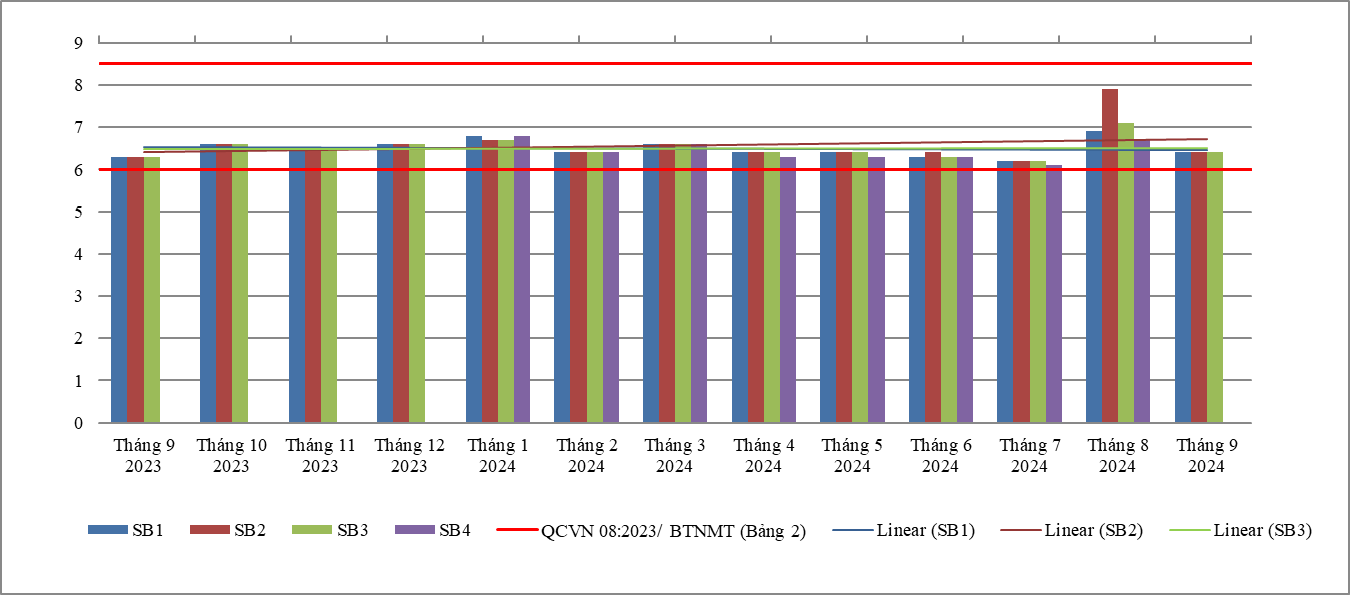 9
8
7
6
5
4
3
2
1
0
Tháng 9 2023
Tháng 10 2023
Tháng 11 2023
Tháng 12 2023
Tháng 1 2024
Tháng 2 2024
Tháng 3 2024
Tháng 4 2024
Tháng 5 2024
Tháng 6 2024
Tháng 7 2024
Tháng 8 2024
Tháng 9 2024
SB1 SB2 SB3 SB4 QCVN 08:2023/ BTNMT (Bảng 2) Linear (SB1) Linear (SB2) Linear (SB3)